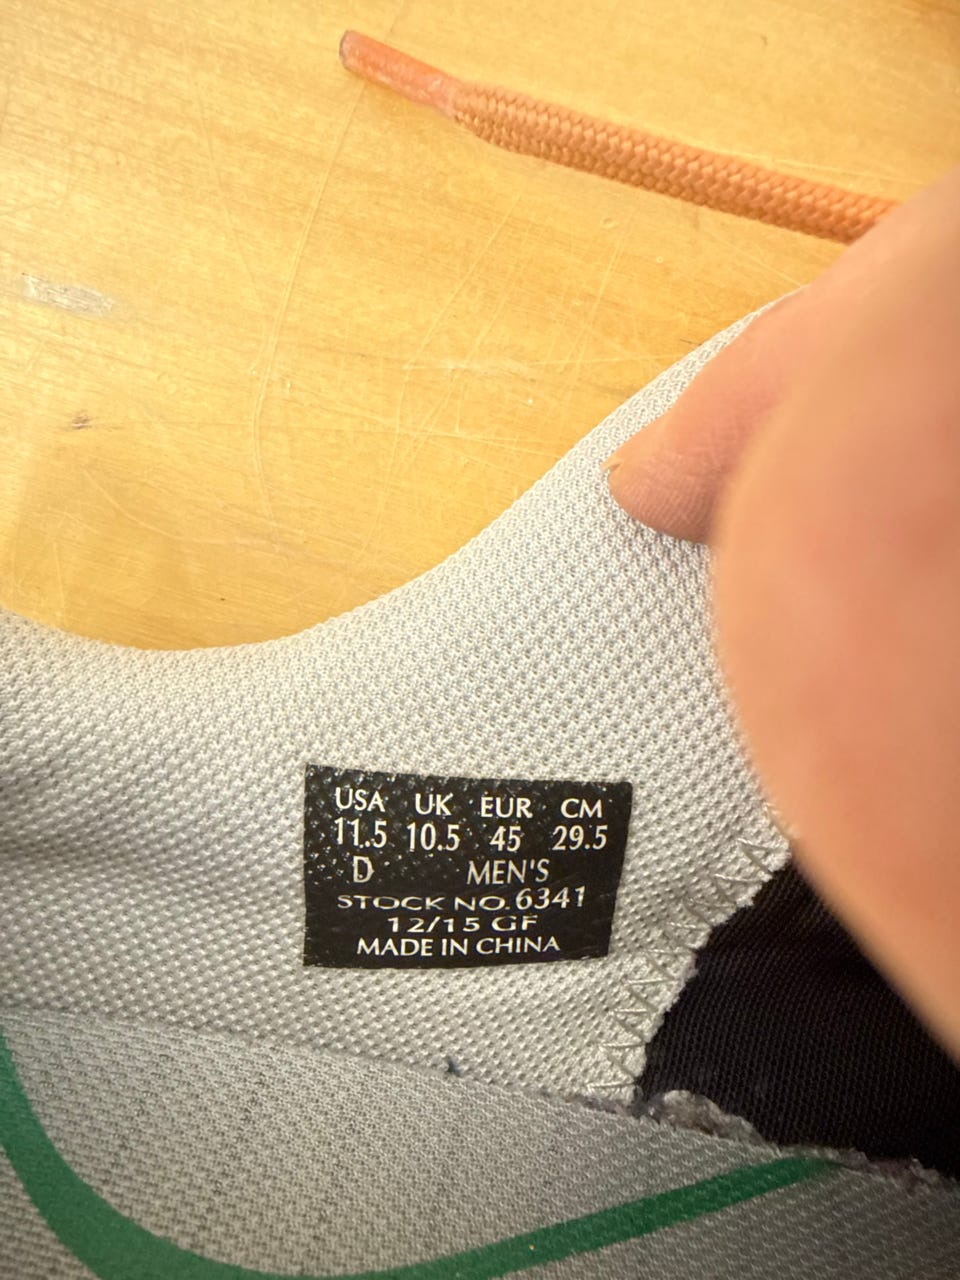 USA UK EUR CM
11.5 10.5 45 29.5
D MEN'S
STOCK NO. 6341
12/15 GF
MADE IN CHINA